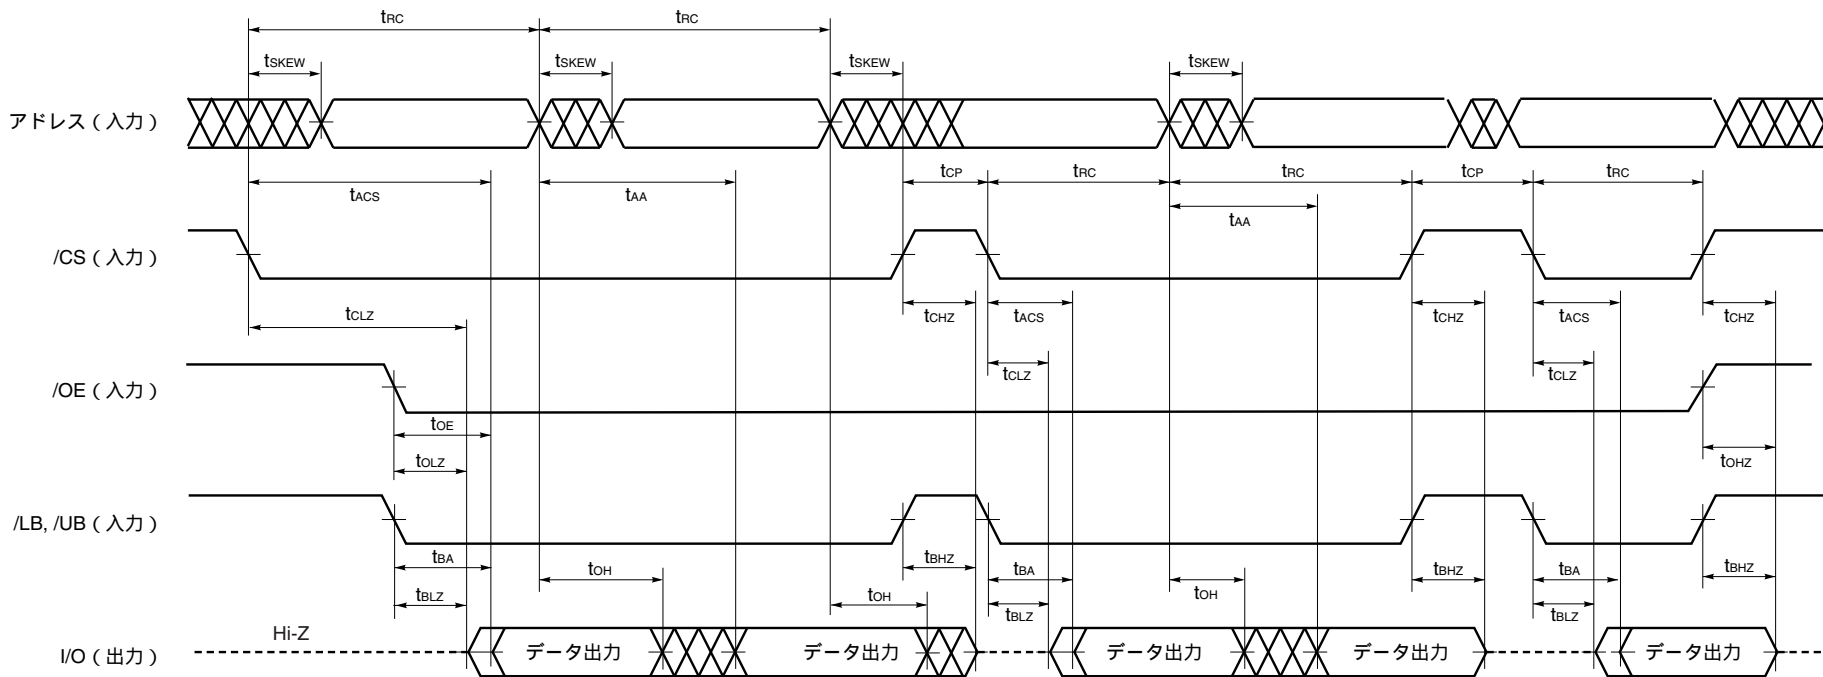 tRC tRC
tSKEW tSKEW tSKEW tSKEW
アドレス（入力）
tCP tRC tRC tCP tRC
tACS tAA
tAA
/CS（入力）
tCLZ tCHZ tACS tCHZ tACS tCHZ
tCLZ tCLZ
/OE（入力）
tOE
tOLZ tOHZ
/LB, /UB（入力）
tBA tOH tBHZ tBA tOH tBHZ tBA tBHZ
tBLZ tOH tBLZ tBLZ
Hi-Z
I/O（出力） データ出力 データ出力 データ出力 データ出力 データ出力